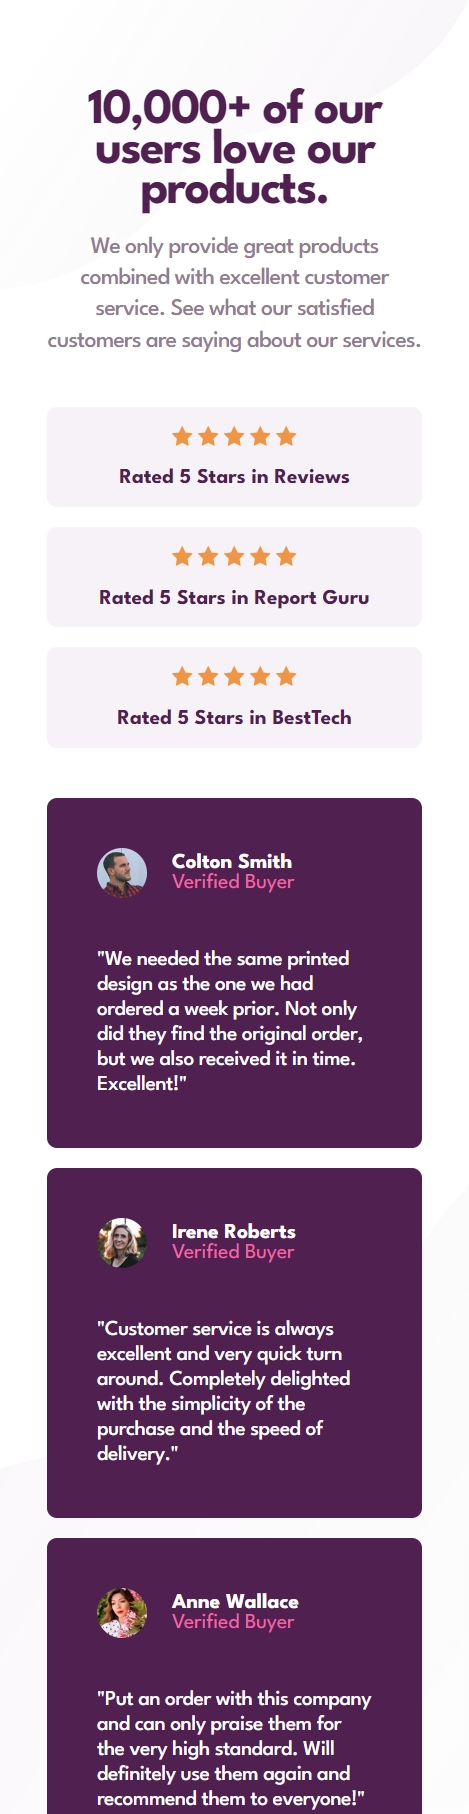 10,000+ of our
users love our
products.
We only provide great products
combined with excellent customer
service. See what our satisfied
customers are saying about our services.
Rated 5 Stars in Reviews
Rated 5 Stars in Report Guru
Rated 5 Stars in BestTech
Colton Smith
Verified Buyer
"We needed the same printed
design as the one we had
ordered a week prior. Not only
did they find the original order,
but we also received it in time.
Excellent!"
Irene Roberts
Verified Buyer
"Customer service is always
excellent and very quick turn
around. Completely delighted
with the simplicity of the
purchase and the speed of
delivery."
Anne Wallace
Verified Buyer
"Put an order with this company
and can only praise them for
the very high standard. Will
definitely use them again and
recommend them to everyone!"